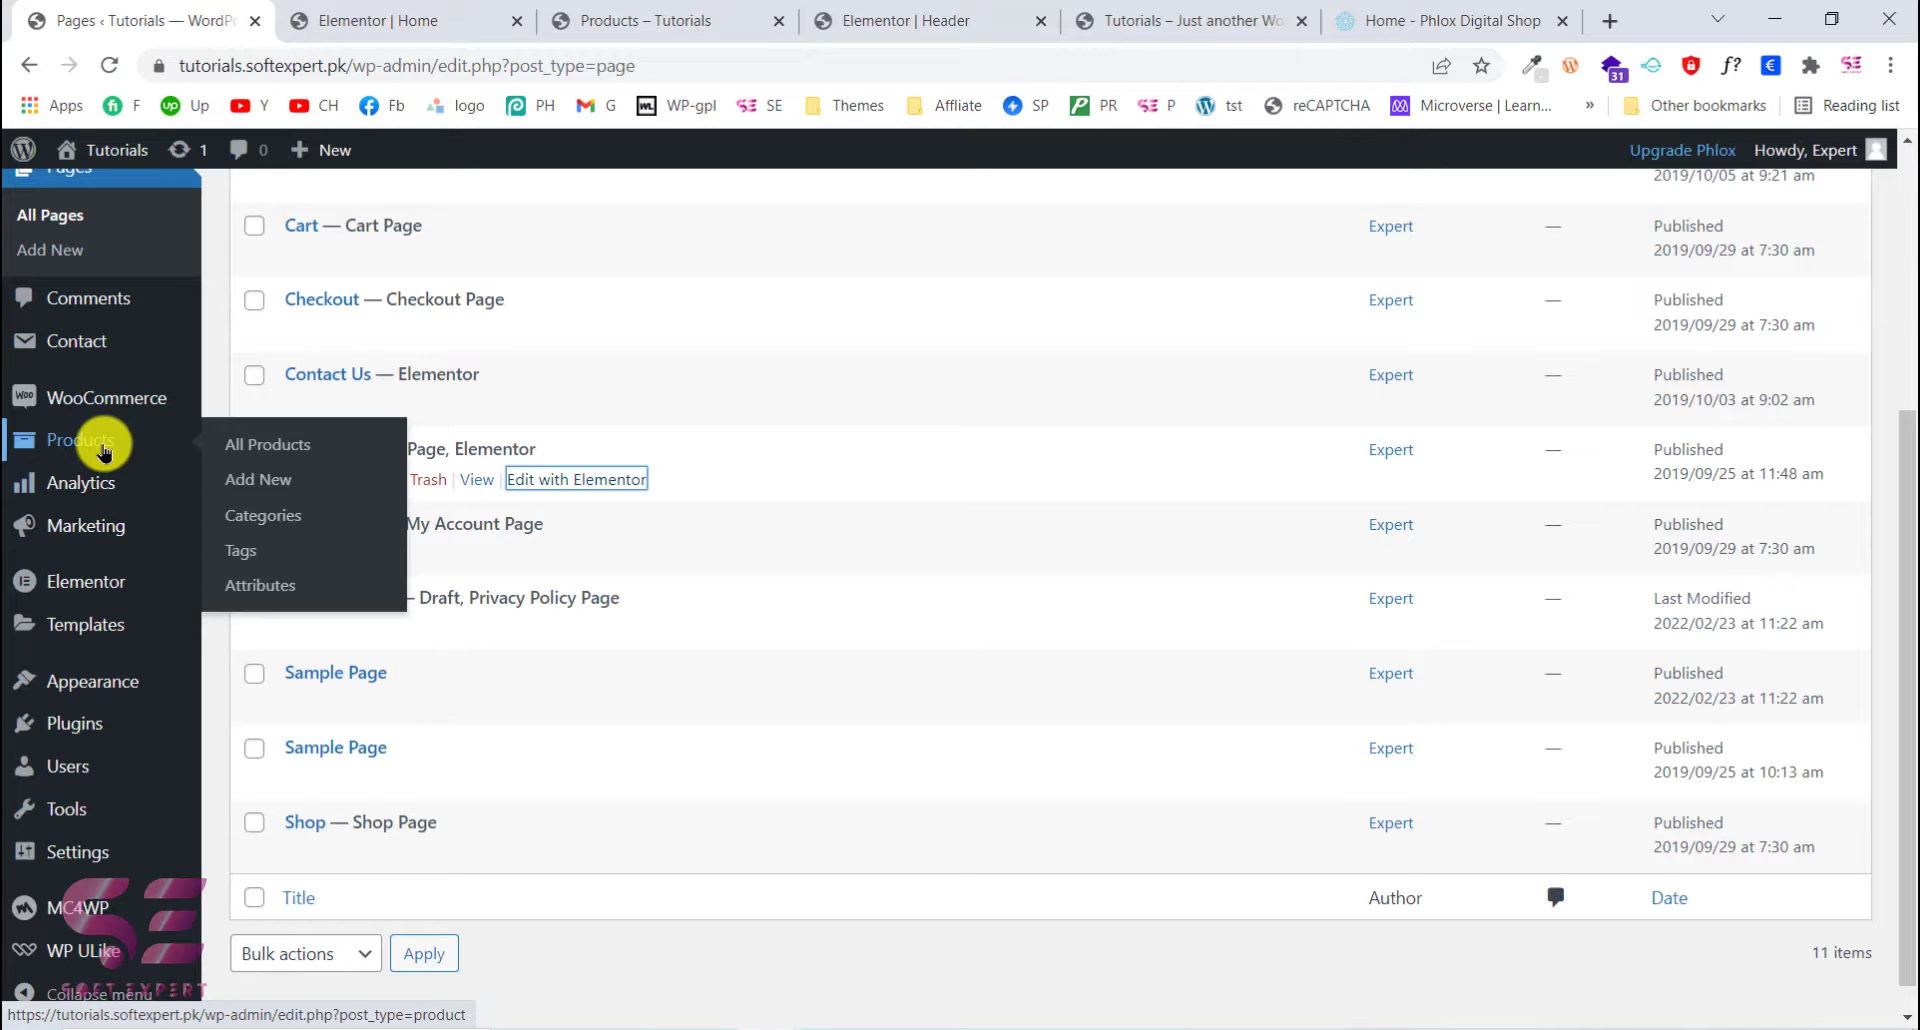 Pages ‹ Tutorials — WordPr
Elementor | Home
Products – Tutorials
Elementor | Header
Tutorials – Just another Wo
Home - Phlox Digital Shop
tutorials.softexpert.pk/wp-admin/edit.php?post_type=page
31
f?
Apps
F
Up
Y
CH
Fb
logo
PH
G
WP-gpl
SE
Themes
Affliate
SP
PR
P
tst
reCAPTCHA
Microverse | Learn...
»
Other bookmarks
Reading list
Tutorials
1
0
New
Upgrade Phlox
Howdy, Expert
Pages
2019/10/05 at 9:21 am
All Pages
Add New
Cart — Cart Page
Expert
—
Published
2019/09/29 at 7:30 am
Comments
Checkout — Checkout Page
Expert
—
Published
2019/09/29 at 7:30 am
Contact
Contact Us — Elementor
Expert
—
Published
2019/10/03 at 9:02 am
WooCommerce
Products
All Products
Page, Elementor
Expert
—
Published
2019/09/25 at 11:48 am
Add New
Trash | View | Edit with Elementor
Analytics
Categories
My Account Page
Expert
—
Published
2019/09/29 at 7:30 am
Marketing
Tags
Attributes
– Draft, Privacy Policy Page
Expert
—
Last Modified
2022/02/23 at 11:22 am
Elementor
Templates
Sample Page
Expert
—
Published
2022/02/23 at 11:22 am
Appearance
Plugins
Sample Page
Expert
—
Published
2019/09/25 at 10:13 am
Users
Tools
Shop — Shop Page
Expert
—
Published
2019/09/29 at 7:30 am
Settings
Title
Author
Date
MC4WP
WP ULike
Bulk actions
Apply
11 items
Collapse menu
SOFT EXPERT
https://tutorials.softexpert.pk/wp-admin/edit.php?post_type=product